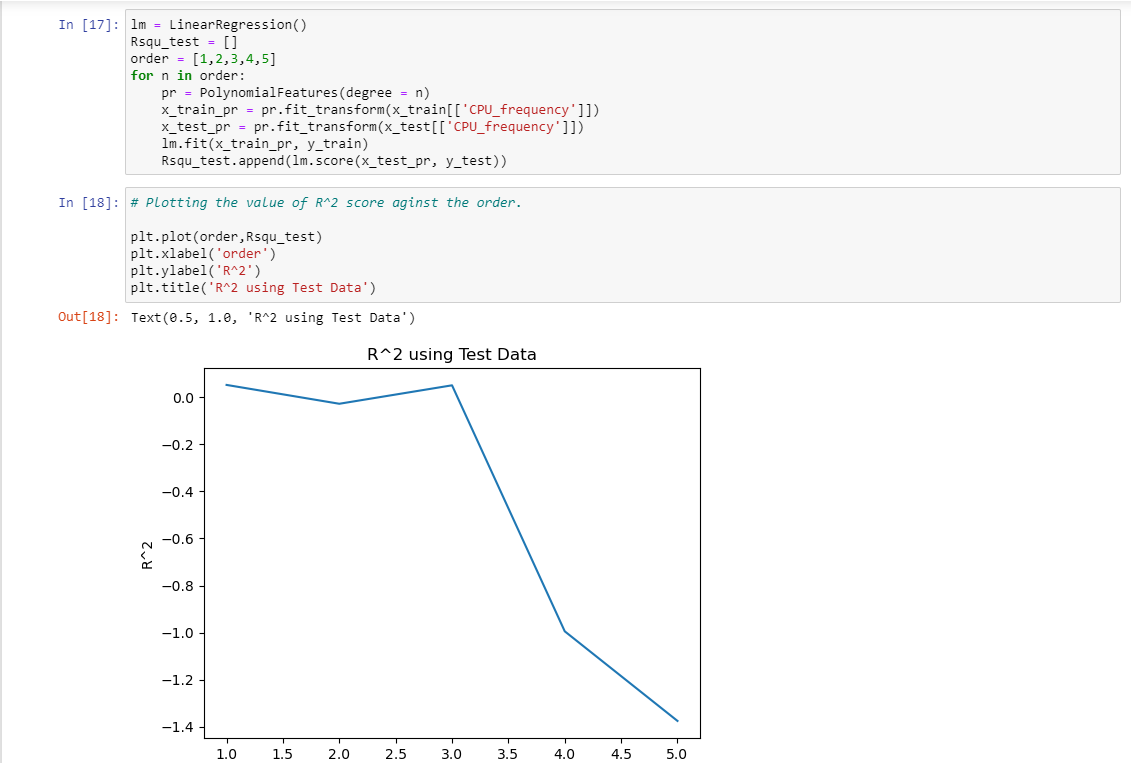 In [17]: lm = LinearRegression()
Rsqu_test = []
order = [1,2,3,4,5]
for n in order:
    pr = PolynomialFeatures(degree = n)
    x_train_pr = pr.fit_transform(x_train[['CPU_frequency']])
    x_test_pr = pr.fit_transform(x_test[['CPU_frequency']])
    lm.fit(x_train_pr, y_train)
    Rsqu_test.append(lm.score(x_test_pr, y_test))
In [18]: # Plotting the value of R^2 score aginst the order.
plt.plot(order,Rsqu_test)
plt.xlabel('order')
plt.ylabel('R^2')
plt.title('R^2 using Test Data')
Out[18]: Text(0.5, 1.0, 'R^2 using Test Data')
R^2 using Test Data
0.0
−0.2
−0.4
−0.6
R^2
−0.8
−1.0
−1.2
−1.4
1.0 1.5 2.0 2.5 3.0 3.5 4.0 4.5 5.0